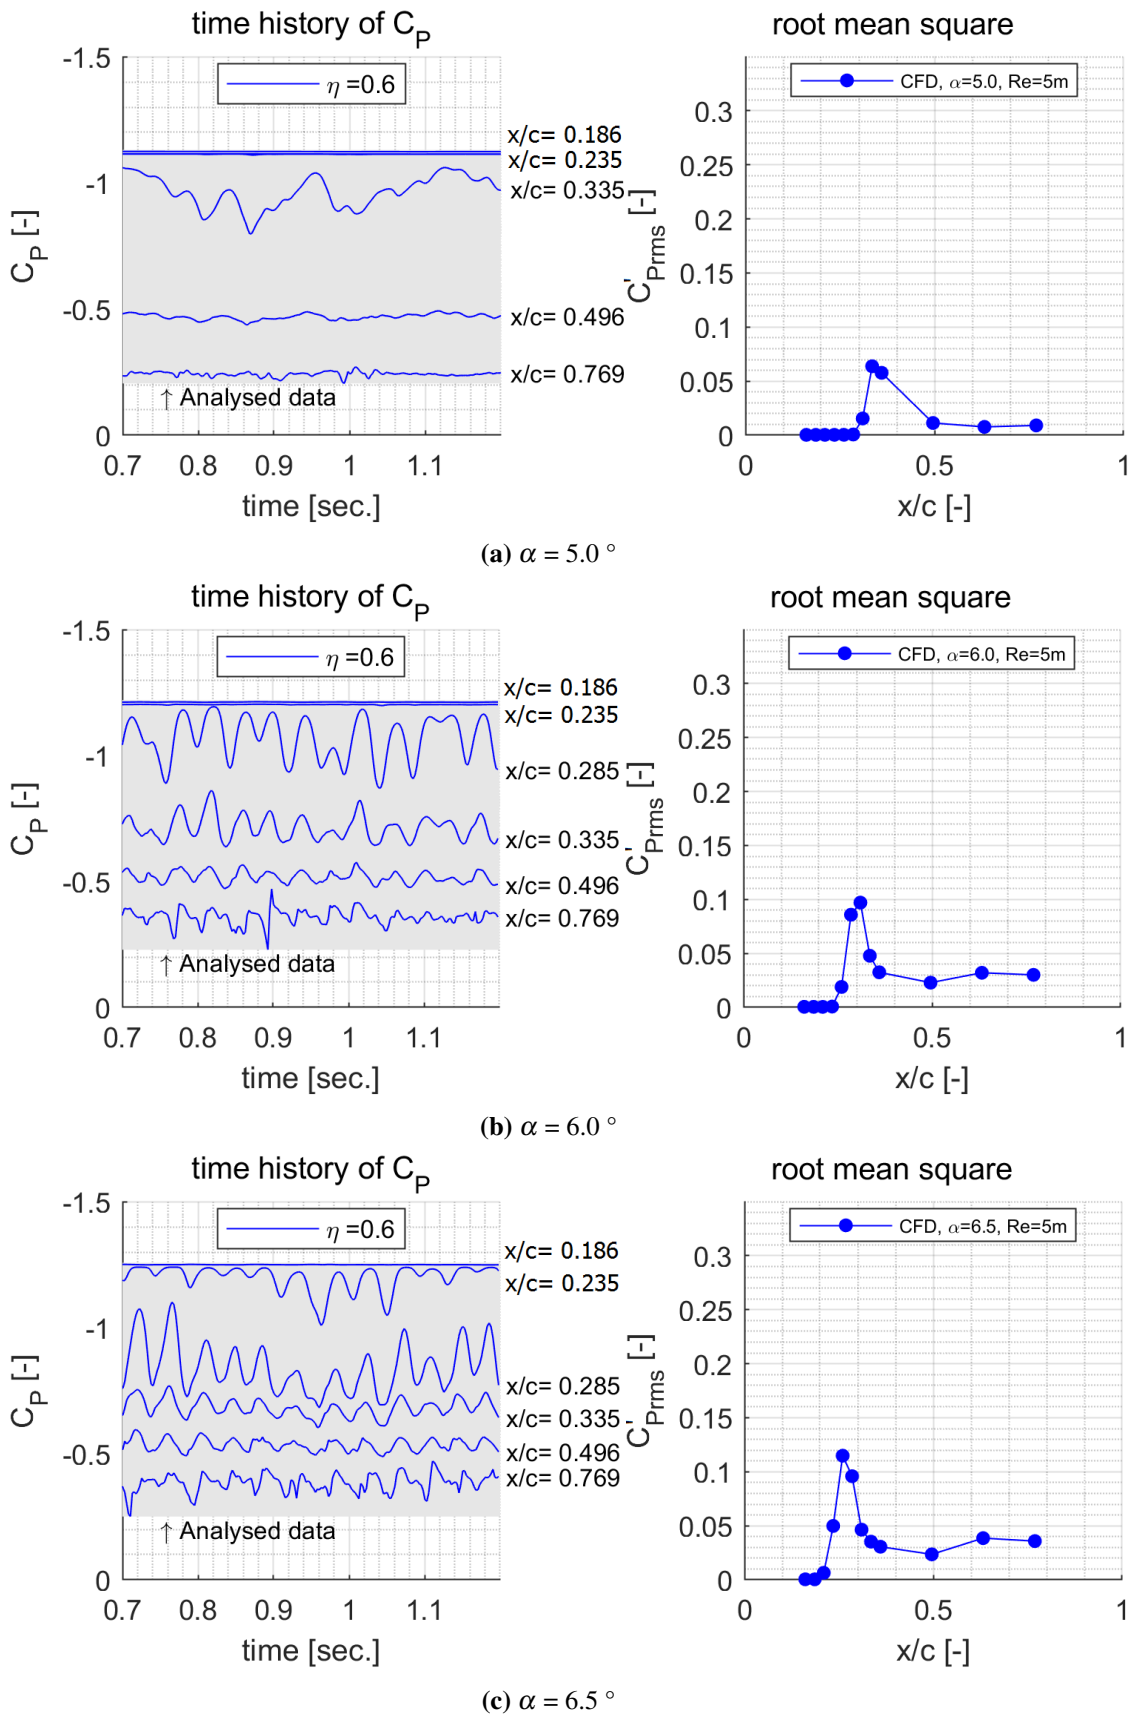 time history of C_P
root mean square
-1.5
-1
-0.5
0
C_P [-]
η =0.6
x/c= 0.186
x/c= 0.235
x/c= 0.335
x/c= 0.496
x/c= 0.769
↑ Analysed data
0.7 0.8 0.9 1 1.1
time [sec.]
CFD, α=5.0, Re=5m
0.3
0.25
0.2
0.15
0.1
0.05
0
C'_Prms [-]
0 0.5 1
x/c [-]
(a) α = 5.0 °
time history of C_P
root mean square
-1.5
-1
-0.5
0
C_P [-]
η =0.6
x/c= 0.186
x/c= 0.235
x/c= 0.285
x/c= 0.335
x/c= 0.496
x/c= 0.769
↑ Analysed data
0.7 0.8 0.9 1 1.1
time [sec.]
CFD, α=6.0, Re=5m
0.3
0.25
0.2
0.15
0.1
0.05
0
C'_Prms [-]
0 0.5 1
x/c [-]
(b) α = 6.0 °
time history of C_P
root mean square
-1.5
-1
-0.5
0
C_P [-]
η =0.6
x/c= 0.186
x/c= 0.235
x/c= 0.285
x/c= 0.335
x/c= 0.496
x/c= 0.769
↑ Analysed data
0.7 0.8 0.9 1 1.1
time [sec.]
CFD, α=6.5, Re=5m
0.3
0.25
0.2
0.15
0.1
0.05
0
C'_Prms [-]
0 0.5 1
x/c [-]
(c) α = 6.5 °